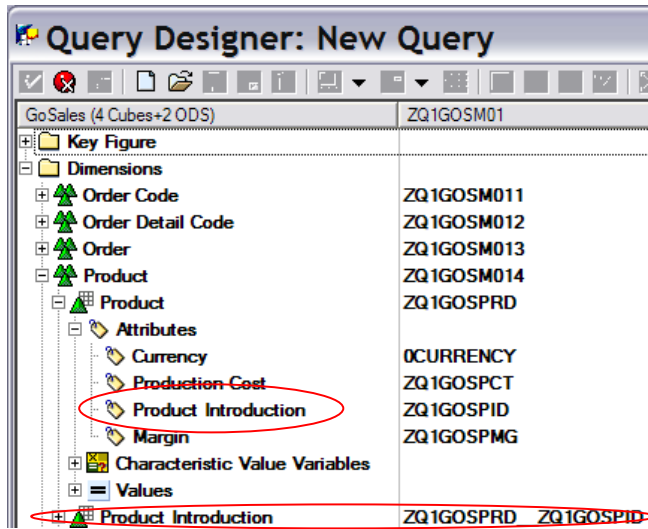 Query Designer: New Query
GoSales (4 Cubes+2 ODS) ZQ1GOSM01
Key Figure
Dimensions
Order Code ZQ1GOSM011
Order Detail Code ZQ1GOSM012
Order ZQ1GOSM013
Product ZQ1GOSM014
Product ZQ1GOSPRD
Attributes
Currency 0CURRENCY
Production Cost ZQ1GOSPCT
Product Introduction ZQ1GOSPID
Margin ZQ1GOSPMG
Characteristic Value Variables
Values
Product Introduction ZQ1GOSPRD__ZQ1GOSPID